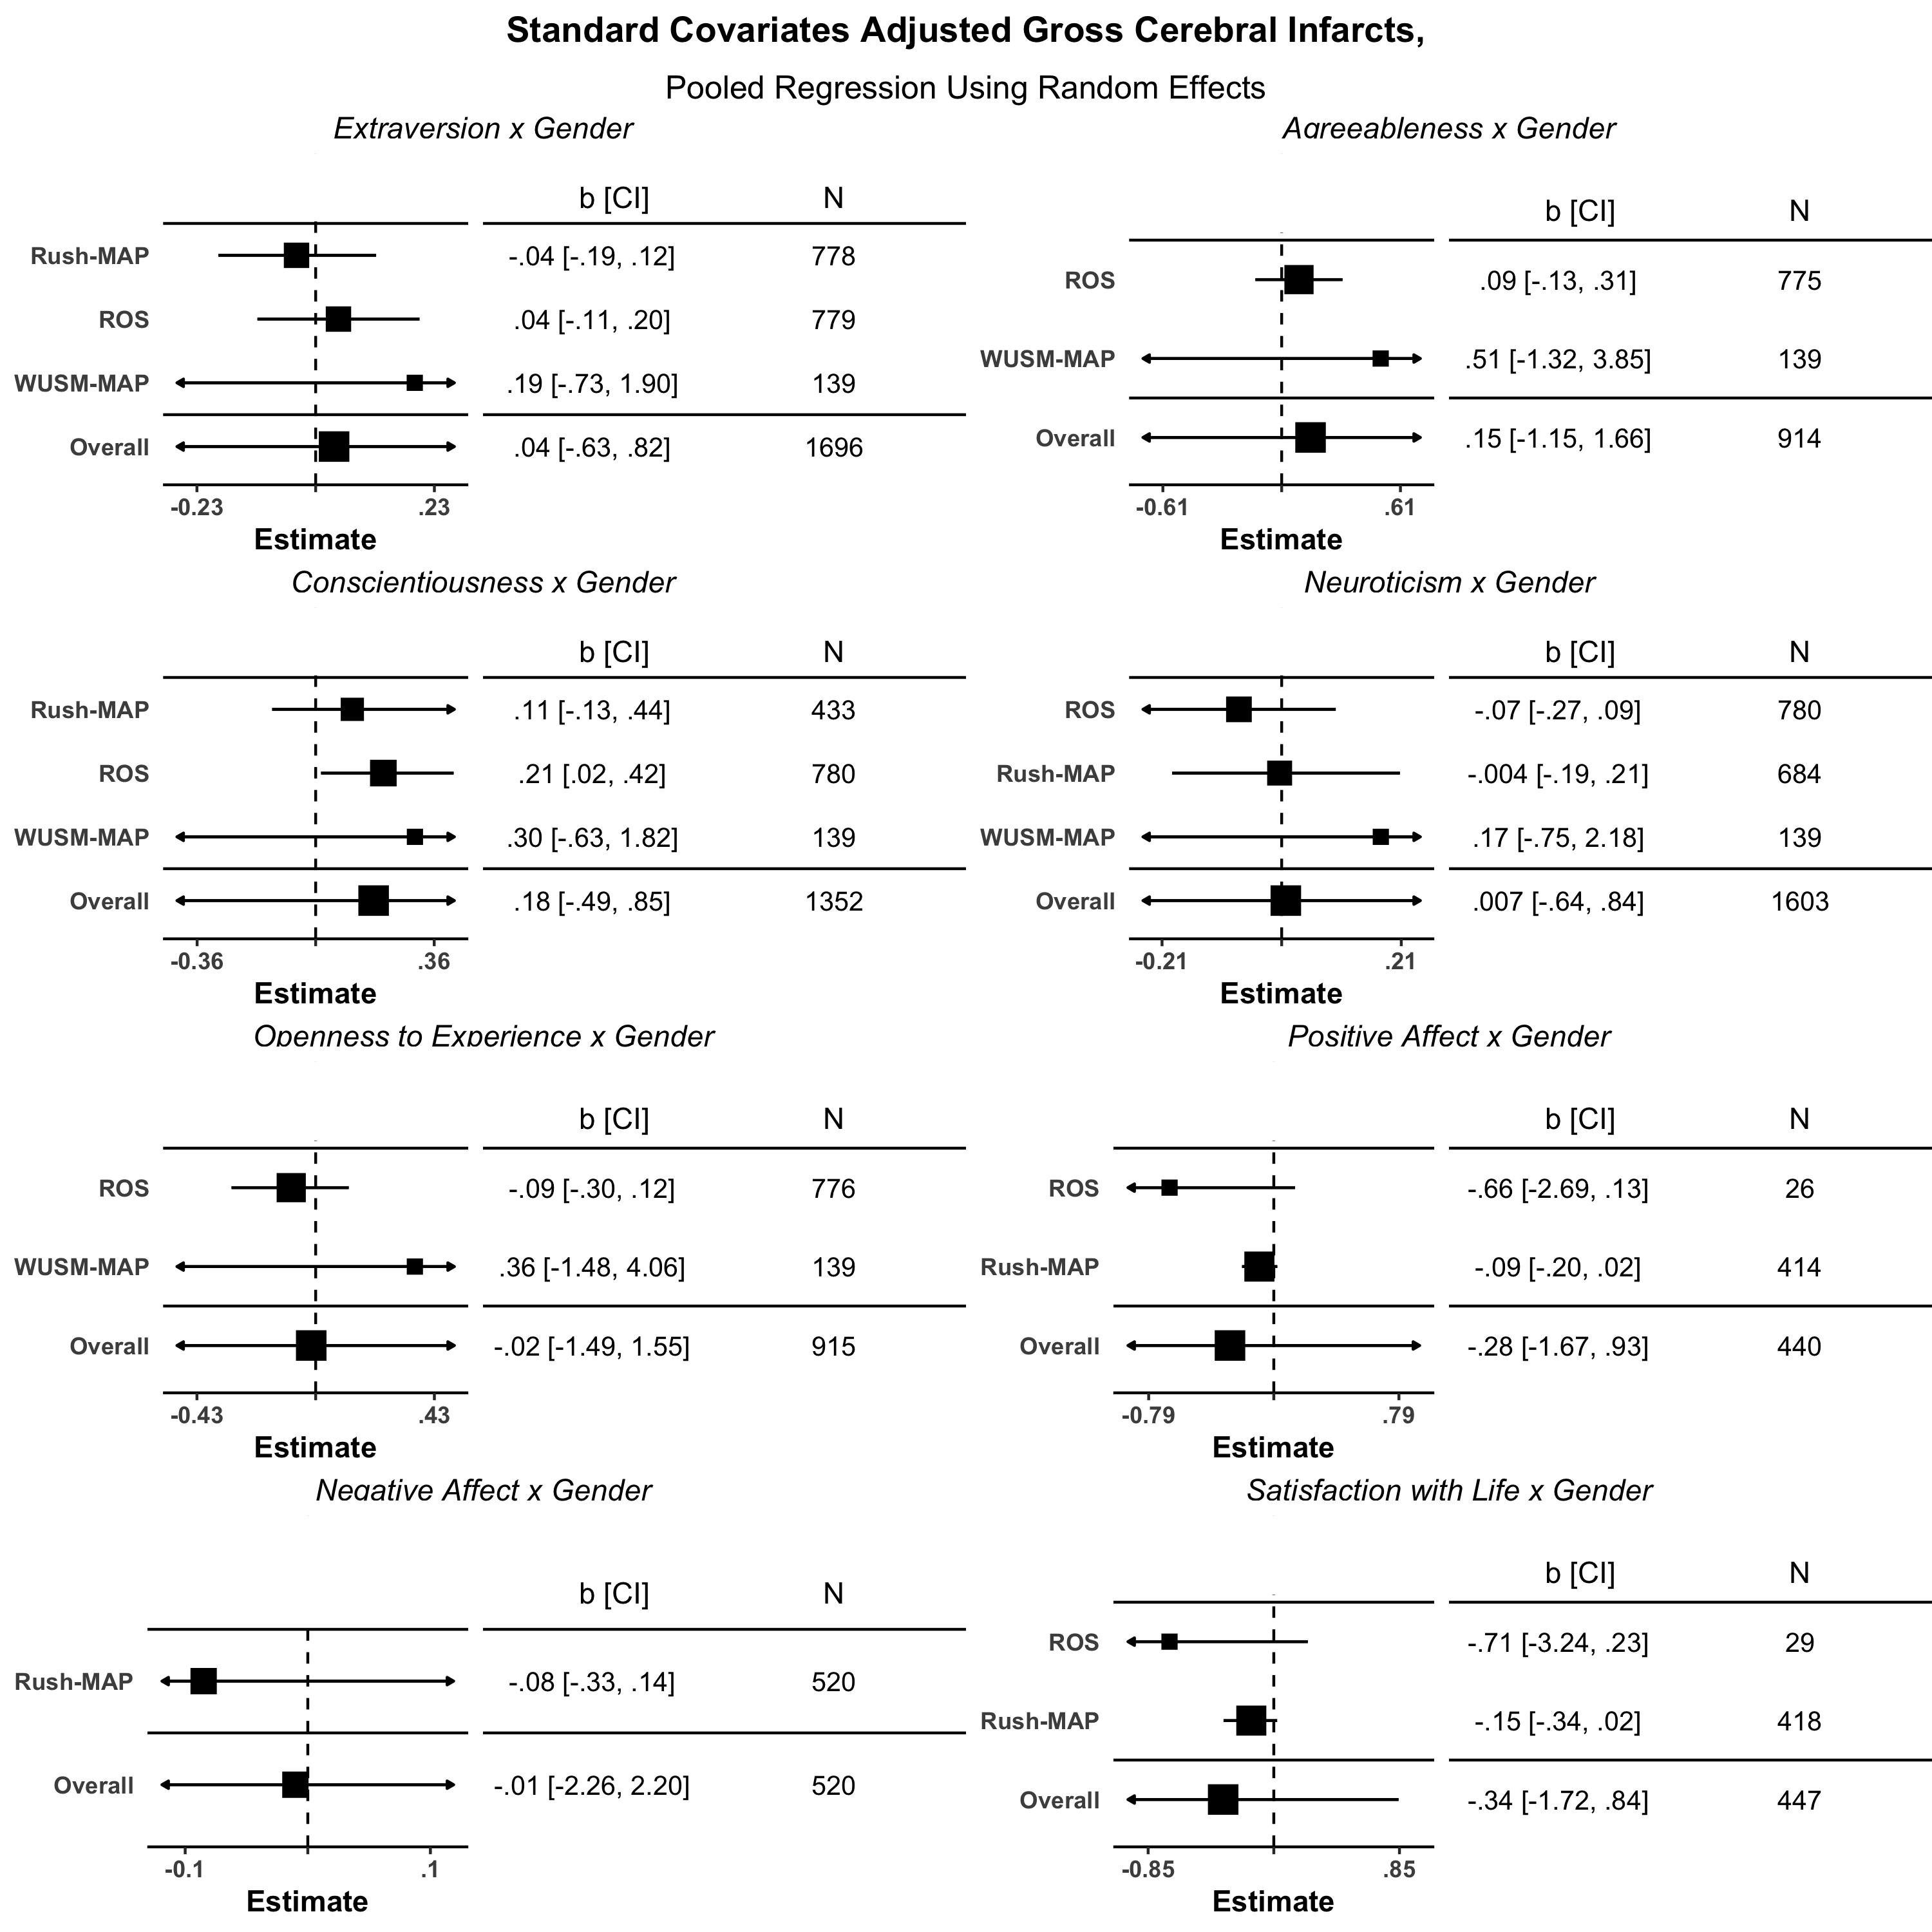 Standard Covariates Adjusted Gross Cerebral Infarcts,
Pooled Regression Using Random Effects
Extraversion x Gender
b [CI] N
Rush-MAP -.04 [-.19, .12] 778
ROS .04 [-.11, .20] 779
WUSM-MAP .19 [-.73, 1.90] 139
Overall .04 [-.63, .82] 1696
-0.23 .23
Estimate
Agreeableness x Gender
b [CI] N
ROS .09 [-.13, .31] 775
WUSM-MAP .51 [-1.32, 3.85] 139
Overall .15 [-1.15, 1.66] 914
-0.61 .61
Estimate
Conscientiousness x Gender
b [CI] N
Rush-MAP .11 [-.13, .44] 433
ROS .21 [.02, .42] 780
WUSM-MAP .30 [-.63, 1.82] 139
Overall .18 [-.49, .85] 1352
-0.36 .36
Estimate
Neuroticism x Gender
b [CI] N
ROS -.07 [-.27, .09] 780
Rush-MAP -.004 [-.19, .21] 684
WUSM-MAP .17 [-.75, 2.18] 139
Overall .007 [-.64, .84] 1603
-0.21 .21
Estimate
Openness to Experience x Gender
b [CI] N
ROS -.09 [-.30, .12] 776
WUSM-MAP .36 [-1.48, 4.06] 139
Overall -.02 [-1.49, 1.55] 915
-0.43 .43
Estimate
Positive Affect x Gender
b [CI] N
ROS -.66 [-2.69, .13] 26
Rush-MAP -.09 [-.20, .02] 414
Overall -.28 [-1.67, .93] 440
-0.79 .79
Estimate
Negative Affect x Gender
b [CI] N
Rush-MAP -.08 [-.33, .14] 520
Overall -.01 [-2.26, 2.20] 520
-0.1 .1
Estimate
Satisfaction with Life x Gender
b [CI] N
ROS -.71 [-3.24, .23] 29
Rush-MAP -.15 [-.34, .02] 418
Overall -.34 [-1.72, .84] 447
-0.85 .85
Estimate